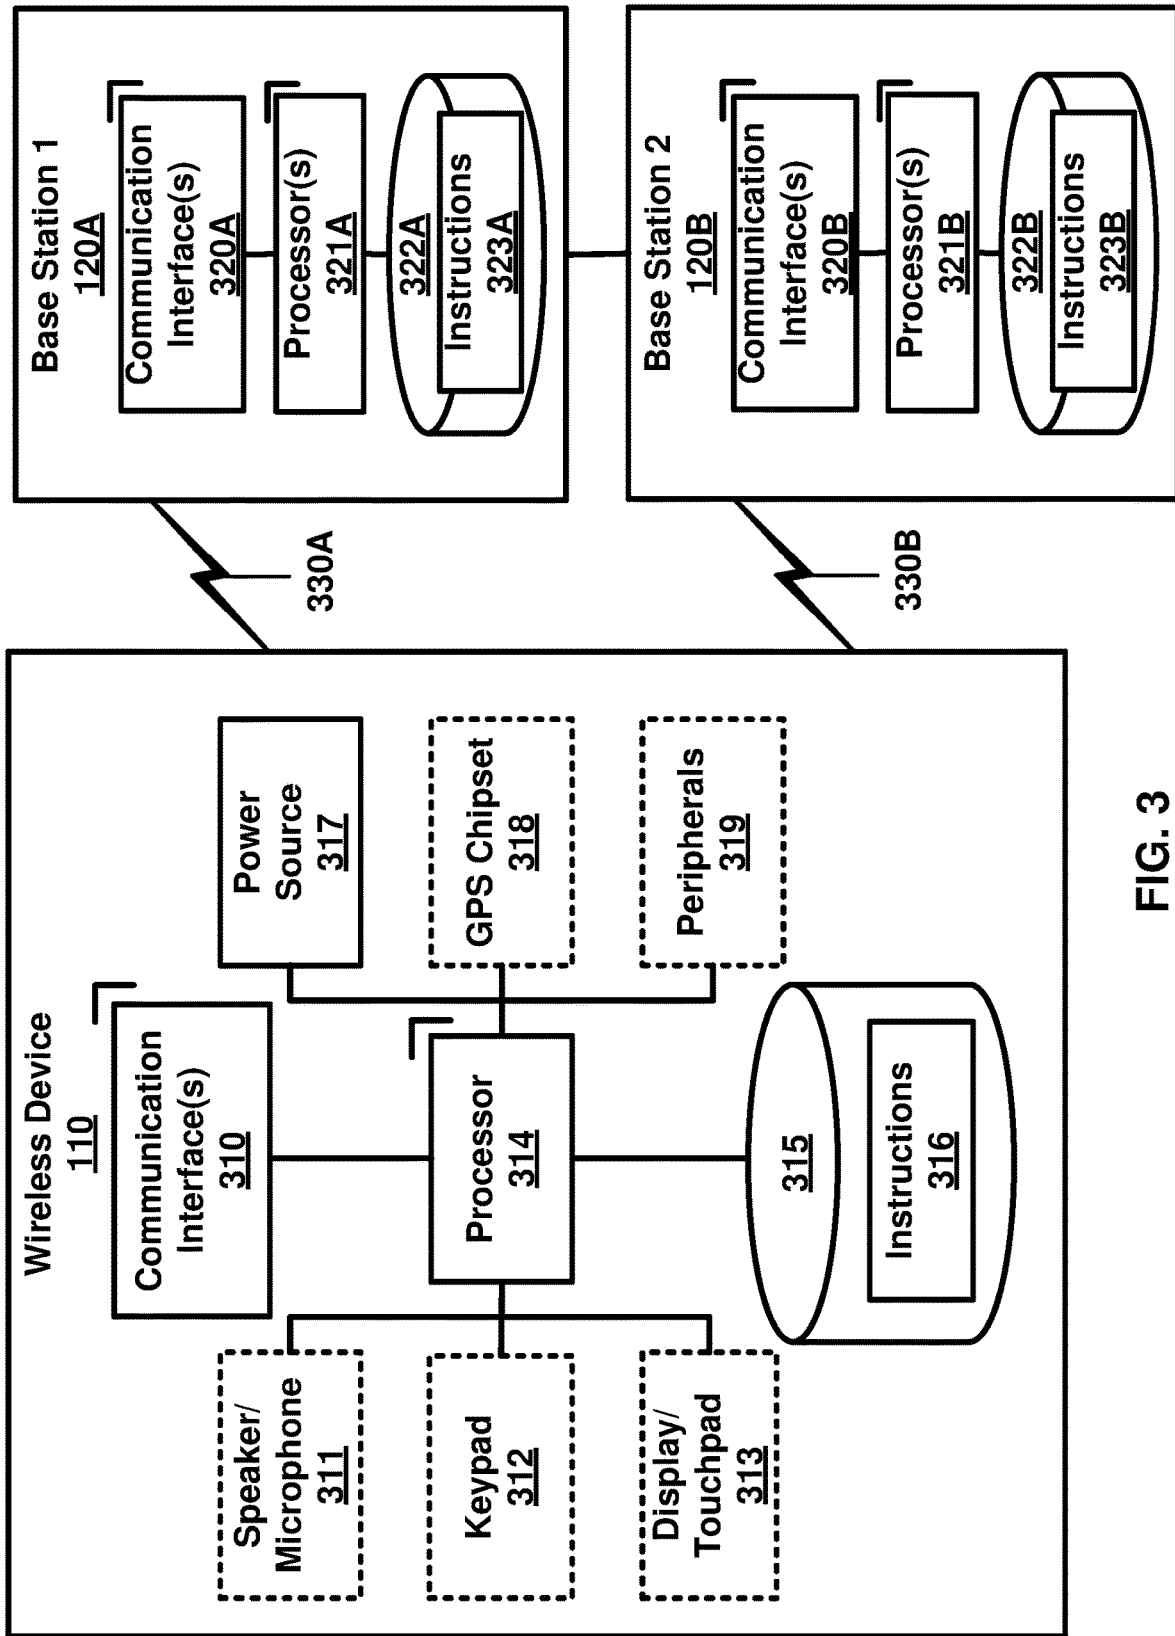 Wireless Device
110
Communication
Interface(s)
310
Speaker/
Microphone
311
Keypad
312
Display/
Touchpad
313
Processor
314
315
Instructions
316
Power
Source
317
GPS Chipset
318
Peripherals
319
330A
330B
Base Station 1
120A
Communication
Interface(s)
320A
Processor(s)
321A
322A
Instructions
323A
Base Station 2
120B
Communication
Interface(s)
320B
Processor(s)
321B
322B
Instructions
323B
FIG. 3